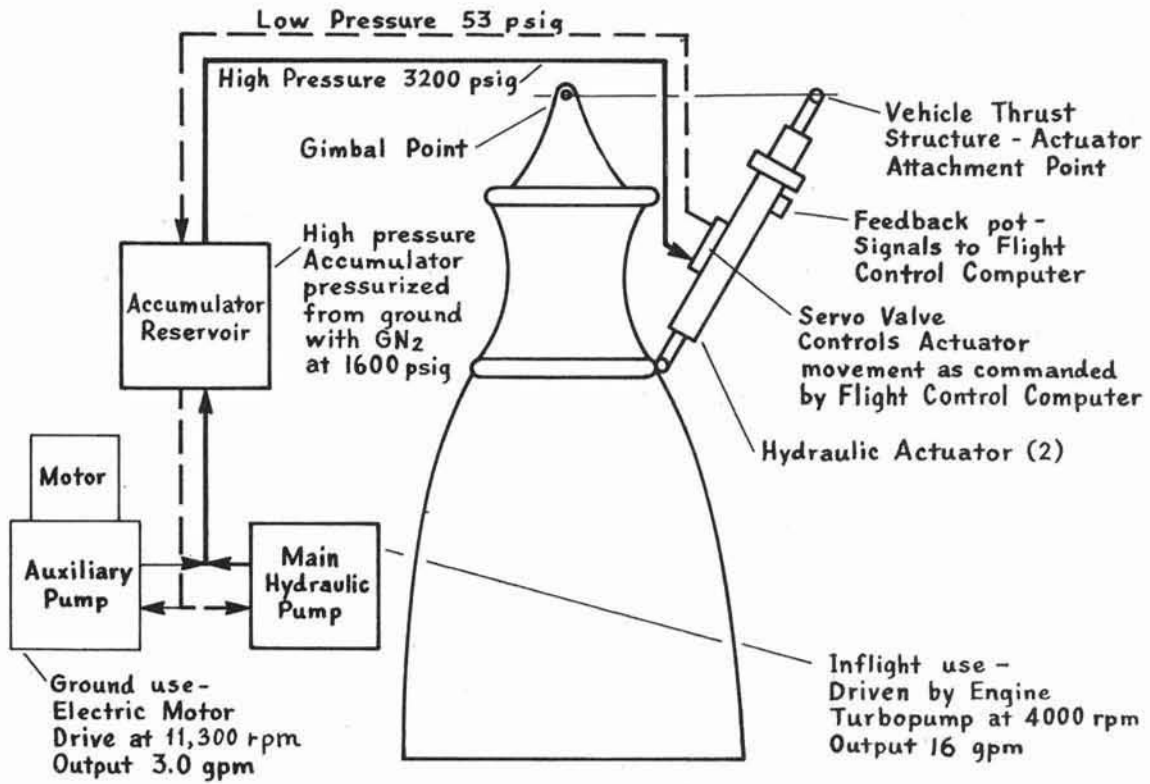 Low Pressure 53 psig
High Pressure 3200 psig
Gimbal Point
Vehicle Thrust
Structure - Actuator
Attachment Point
Feedback pot-
Signals to Flight
Control Computer
Servo Valve
Controls Actuator
movement as commanded
by Flight Control Computer
Hydraulic Actuator (2)
High pressure
Accumulator
pressurized
from ground
with GN₂
at 1600 psig
Accumulator
Reservoir
Motor
Auxiliary
Pump
Main
Hydraulic
Pump
Ground use-
Electric Motor
Drive at 11,300 rpm
Output 3.0 gpm
Inflight use -
Driven by Engine
Turbopump at 4000 rpm
Output 16 gpm